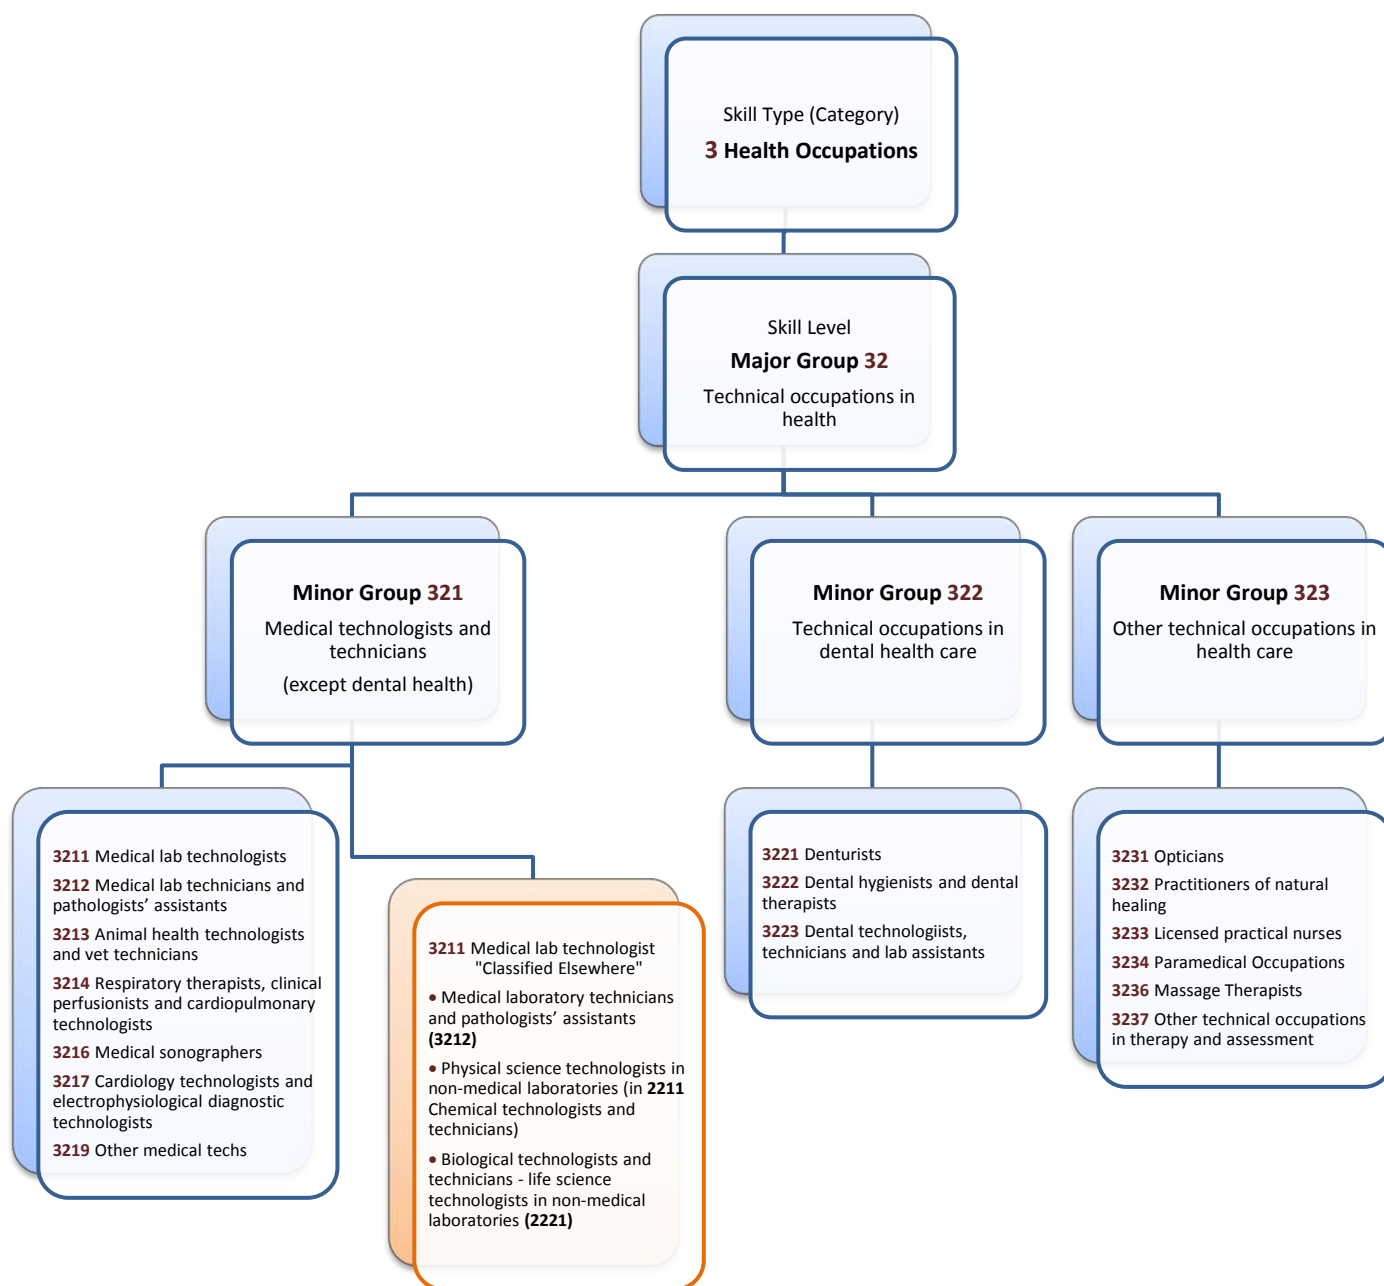 Skill Type (Category)
3 Health Occupations
Skill Level
Major Group 32
Technical occupations in
health
Minor Group 321
Medical technologists and
technicians
(except dental health)
Minor Group 322
Technical occupations in
dental health care
Minor Group 323
Other technical occupations in
health care
3211 Medical lab technologists
3212 Medical lab technicians and
pathologists’ assistants
3213 Animal health technologists
and vet technicians
3214 Respiratory therapists, clinical
perfusionists and cardiopulmonary
technologists
3216 Medical sonographers
3217 Cardiology technologists and
electrophysiological diagnostic
technologists
3219 Other medical techs
3211 Medical lab technologist
"Classified Elsewhere"
• Medical laboratory technicians
and pathologists’ assistants
(3212)
• Physical science technologists in
non-medical laboratories (in 2211
Chemical technologists and
technicians)
• Biological technologists and
technicians - life science
technologists in non-medical
laboratories (2221)
3221 Denturists
3222 Dental hygienists and dental
therapists
3223 Dental technologiists,
technicians and lab assistants
3231 Opticians
3232 Practitioners of natural
healing
3233 Licensed practical nurses
3234 Paramedical Occupations
3236 Massage Therapists
3237 Other technical occupations
in therapy and assessment